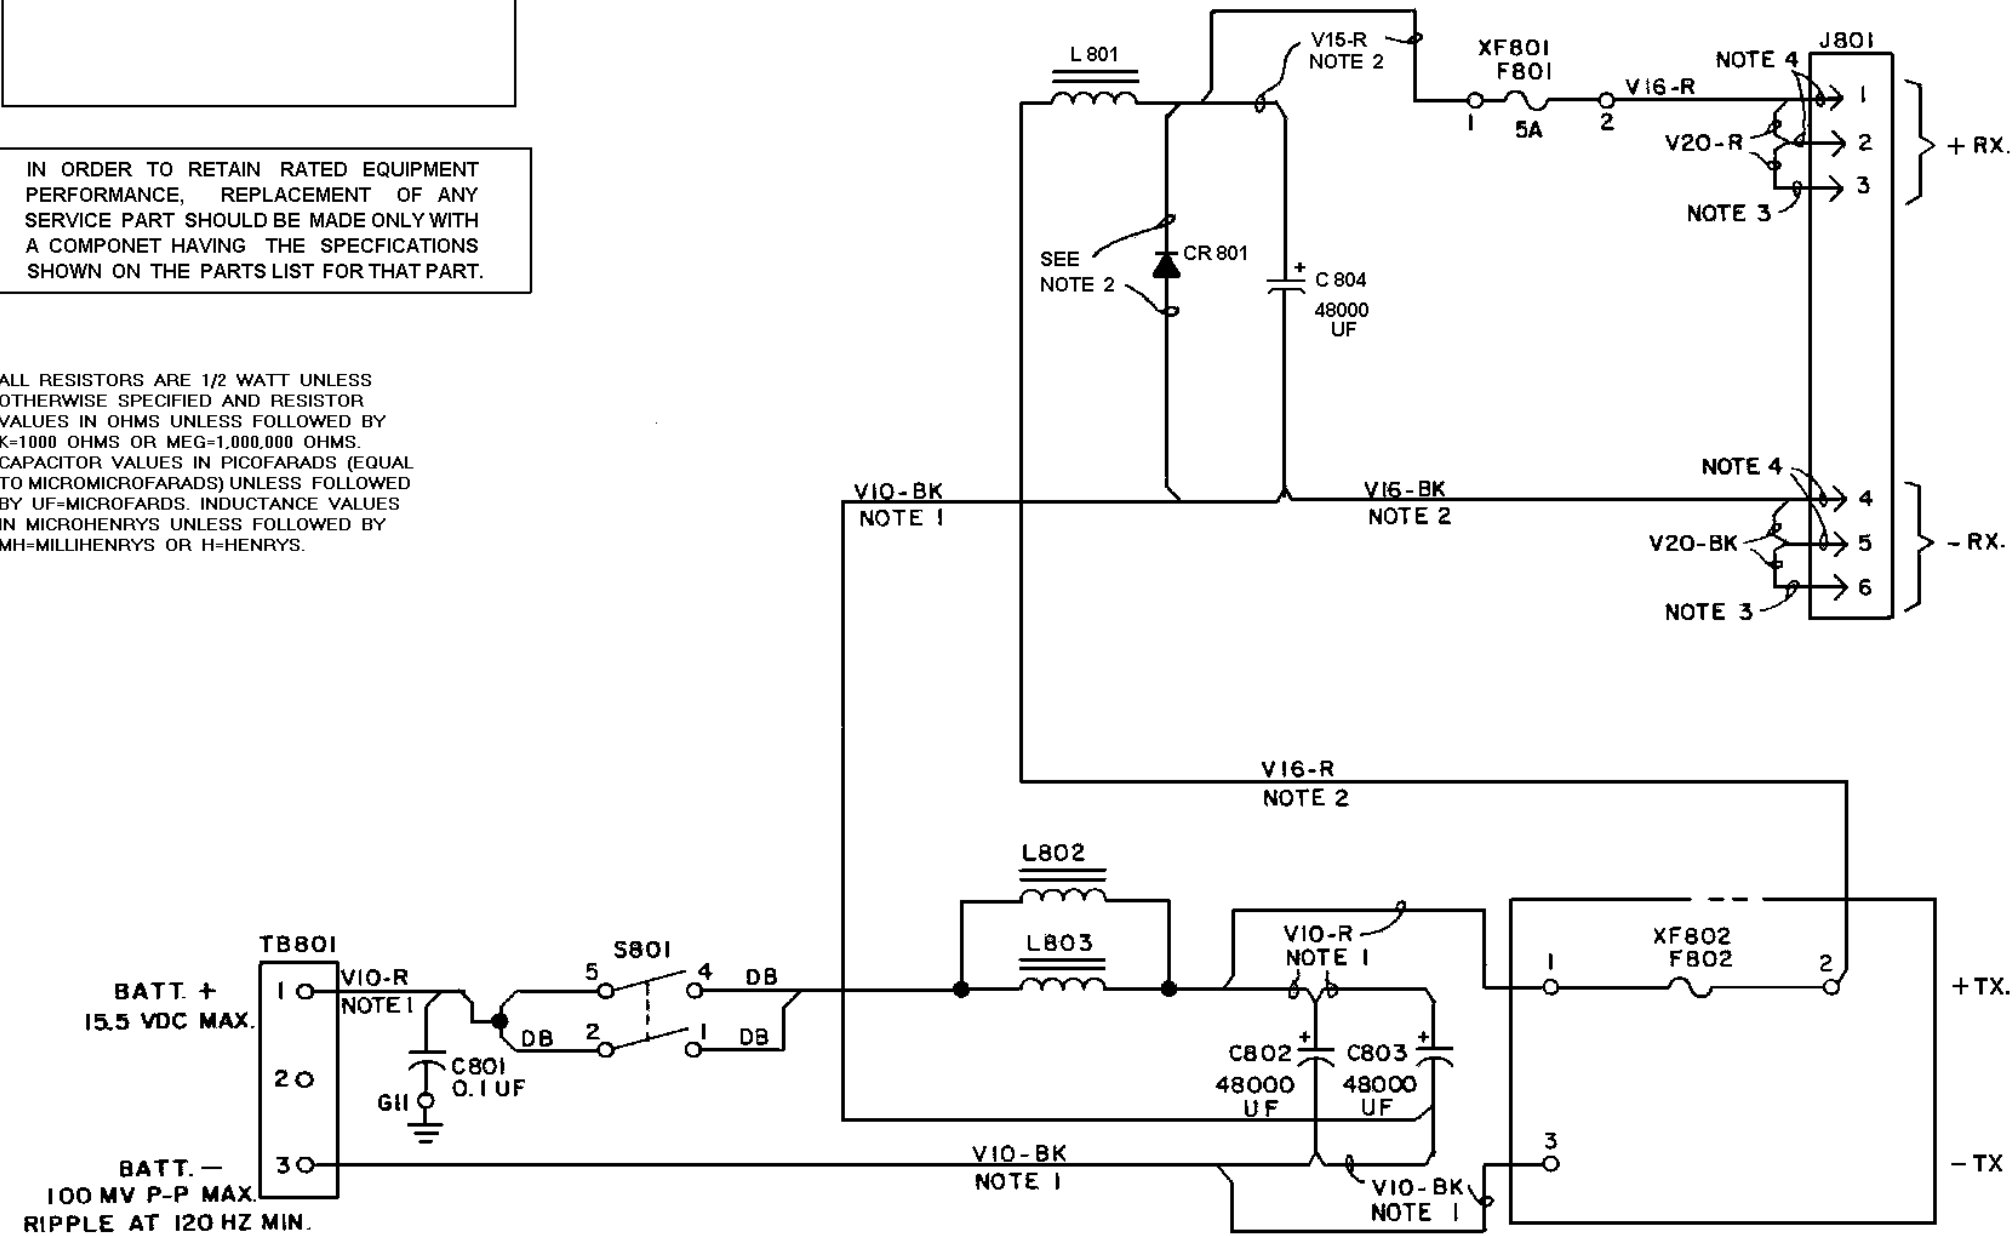 L 801
V15-R
NOTE 2
XF801
F801
1
5A
2
V16-R
NOTE 4
J801
1
2
3
+ RX.
V20-R
NOTE 3
IN ORDER TO RETAIN RATED EQUIPMENT
PERFORMANCE, REPLACEMENT OF ANY
SERVICE PART SHOULD BE MADE ONLY WITH
A COMPONET HAVING THE SPECFICATIONS
SHOWN ON THE PARTS LIST FOR THAT PART.
SEE
NOTE 2
CR 801
+
C 804
48000
UF
ALL RESISTORS ARE 1/2 WATT UNLESS
OTHERWISE SPECIFIED AND RESISTOR
VALUES IN OHMS UNLESS FOLLOWED BY
K=1000 OHMS OR MEG=1,000,000 OHMS.
CAPACITOR VALUES IN PICOFARADS (EQUAL
TO MICROMICROFARADS) UNLESS FOLLOWED
BY UF=MICROFARDS. INDUCTANCE VALUES
IN MICROHENRYS UNLESS FOLLOWED BY
MH=MILLIHENRYS OR H=HENRYS.
V10-BK
NOTE 1
V16-BK
NOTE 2
NOTE 4
4
5
6
- RX.
V20-BK
NOTE 3
V16-R
NOTE 2
L802
L803
TB801
BATT. +
15.5 VDC MAX.
1
2
3
V10-R
NOTE 1
C801
0.1 UF
G11
S801
5
4
DB
DB
2
1
DB
V10-R
NOTE 1
+
C802
48000
UF
+
C803
48000
UF
XF802
F802
1
2
3
+ TX.
- TX
BATT. —
100 MV P-P MAX.
RIPPLE AT 120 HZ MIN.
V10-BK
NOTE 1
V10-BK
NOTE 1